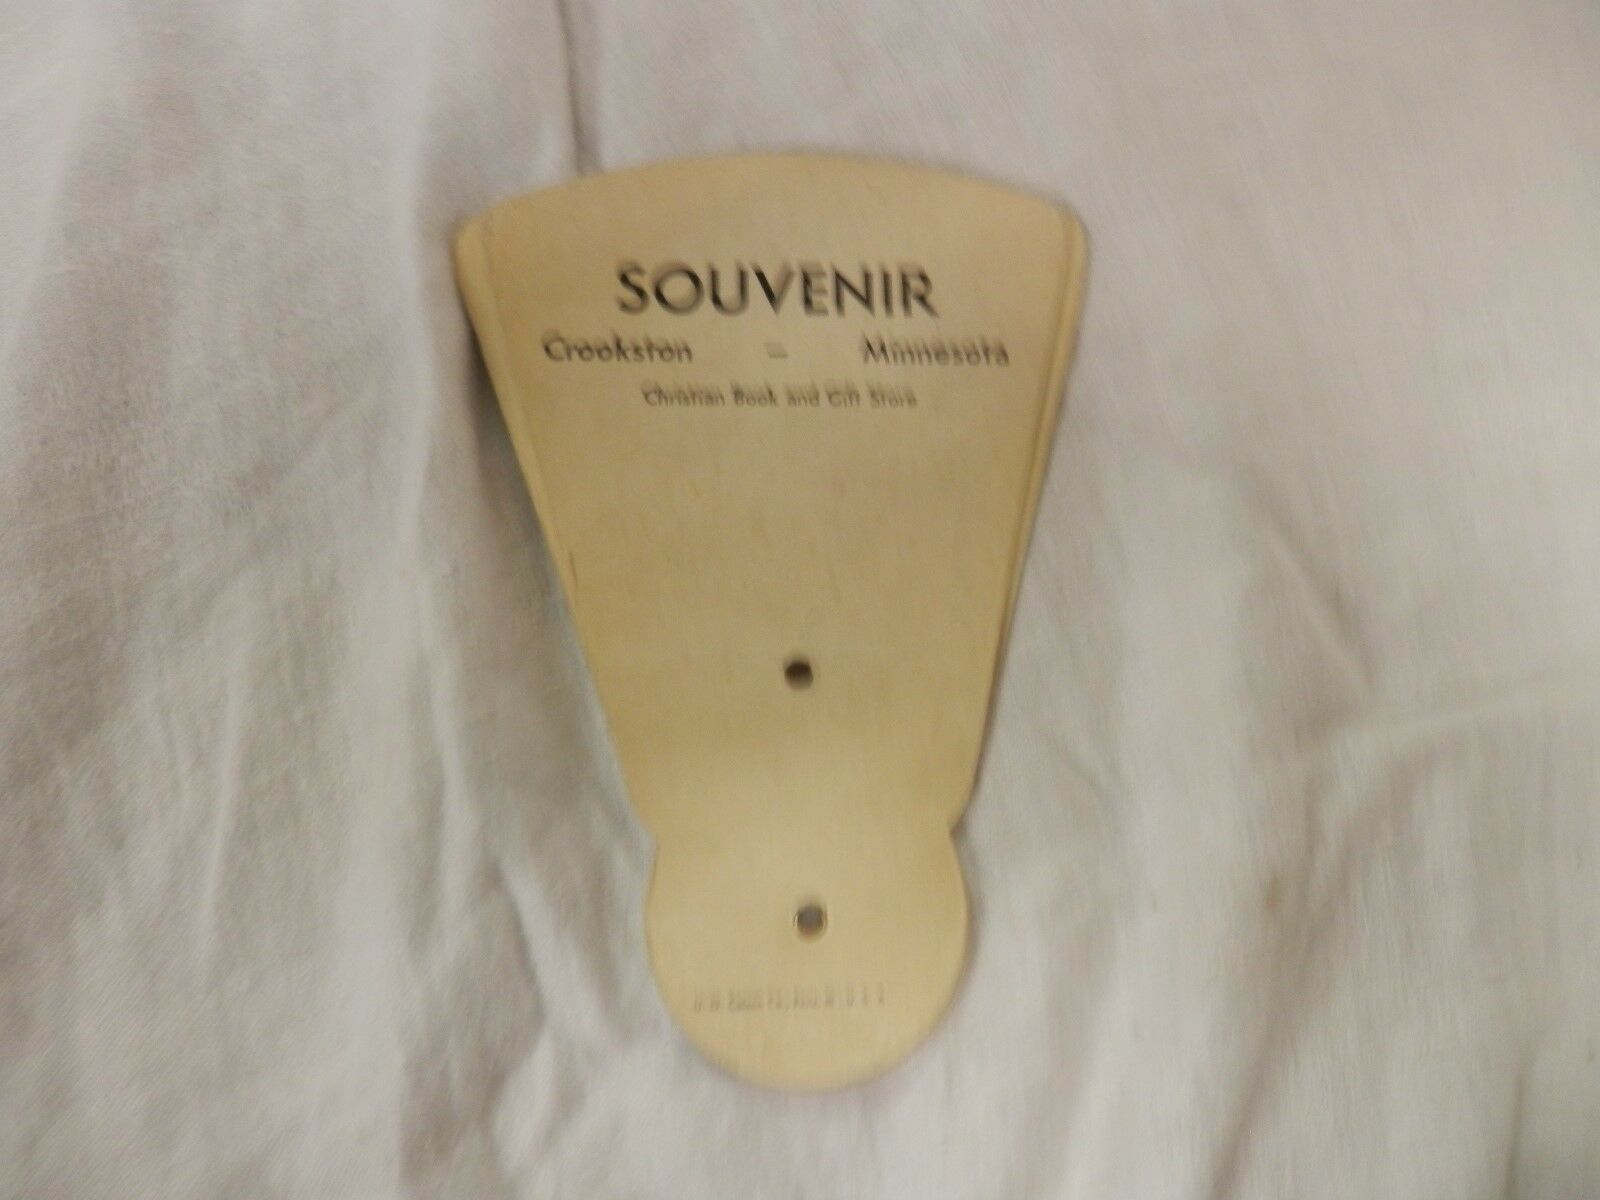 SOUVENIR
Crookston - Minnesota
Christian Book and Gift Store